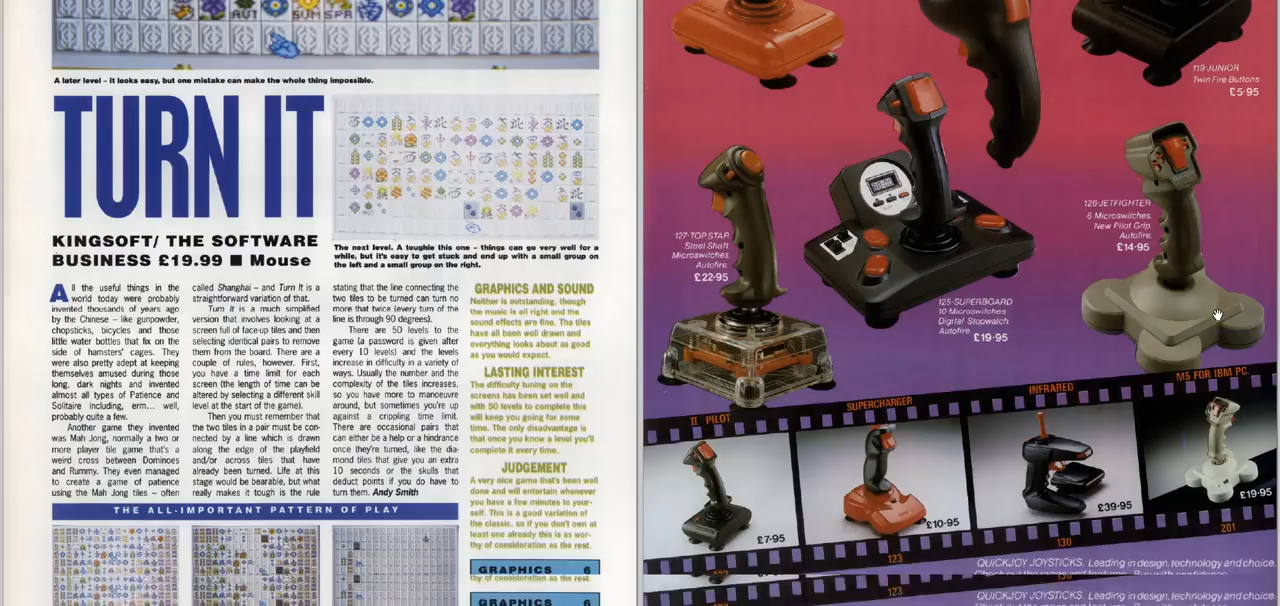 AUT
SUM SPR
A later level – it looks easy, but one mistake can make the whole thing impossible.
TURN IT
KINGSOFT/ THE SOFTWARE
BUSINESS £19.99 ■ Mouse
The next level. A toughie this one – things can go very well for a
while, but it's easy to get stuck and end up with a small group on
the left and a small group on the right.
All the useful things in the
world today were probably
invented thousands of years ago
by the Chinese – like gunpowder,
chopsticks, bicycles and those
little water bottles that fix on the
side of hamsters' cages. They
were also pretty adept at keeping
themselves amused during those
long, dark nights and invented
almost all types of Patience and
Solitaire including, erm... well,
probably quite a few.
Another game they invented
was Mah Jong, normally a two or
more player tile game that's a
weird cross between Dominoes
and Rummy. They even managed
to create a game of patience
using the Mah Jong tiles – often
called Shanghai – and Turn It is a
straightforward variation of that.
Turn It is a much simplified
version that involves looking at a
screen full of face-up tiles and then
selecting identical pairs to remove
them from the board. There are a
couple of rules, however. First,
you have a time limit for each
screen (the length of time can be
altered by selecting a different skill
level at the start of the game).
Then you must remember that
the two tiles in a pair must be con-
nected by a line which is drawn
along the edge of the playfield
and/or across tiles that have
already been turned. Life at this
stage would be bearable, but what
really makes it tough is the rule
stating that the line connecting the
two tiles to be turned can turn no
more that twice (every turn of the
line is through 90 degrees).
There are 50 levels to the
game (a password is given after
every 10 levels) and the levels
increase in difficulty in a variety of
ways. Usually the number and the
complexity of the tiles increases,
so you have more to manoeuvre
around, but sometimes you're up
against a crippling time limit.
There are occasional pairs that
can either be a help or a hindrance
once they're turned, like the dia-
mond tiles that give you an extra
10 seconds or the skulls that
deduct points if you do have to
turn them. Andy Smith
GRAPHICS AND SOUND
Neither is outstanding, though
the music is all right and the
sound effects are fine. The tiles
have all been well drawn and
everything looks about as good
as you would expect.
LASTING INTEREST
The difficulty tuning on the
screens has been set well and
with 50 levels to complete this
will keep you going for some
time. The only disadvantage is
that once you know a level you'll
complete it every time.
JUDGEMENT
A very nice game that's been well
done and will entertain whenever
you have a few minutes to your-
self. This is a good variation of
the classic, so if you don't own at
least one already this is as wor-
thy of consideration as the rest.
GRAPHICS 6
thy of consideration as the rest.
GRAPHICS 6
THE ALL-IMPORTANT PATTERN OF PLAY
119 JUNIOR
Twin Fire Buttons
£5·95
127·TOP STAR
Steel Shaft
Microswitches.
Autofire.
£22·95
125·SUPERBOARD
10 Microswitches
Digital Stopwatch
Autofire.
£19·95
126·JETFIGHTER
6 Microswitches.
New Pilot Grip.
Autofire.
£14·95
II PILOT
SUPERCHARGER
INFRARED
M5 FOR IBM PC.
£7·95
£10·95
£39·95
£19·95
123
130
201
QUICKJOY JOYSTICKS. Leading in design, technology and choice.
123
130
QUICKJOY JOYSTICKS. Leading in design, technology and choice.